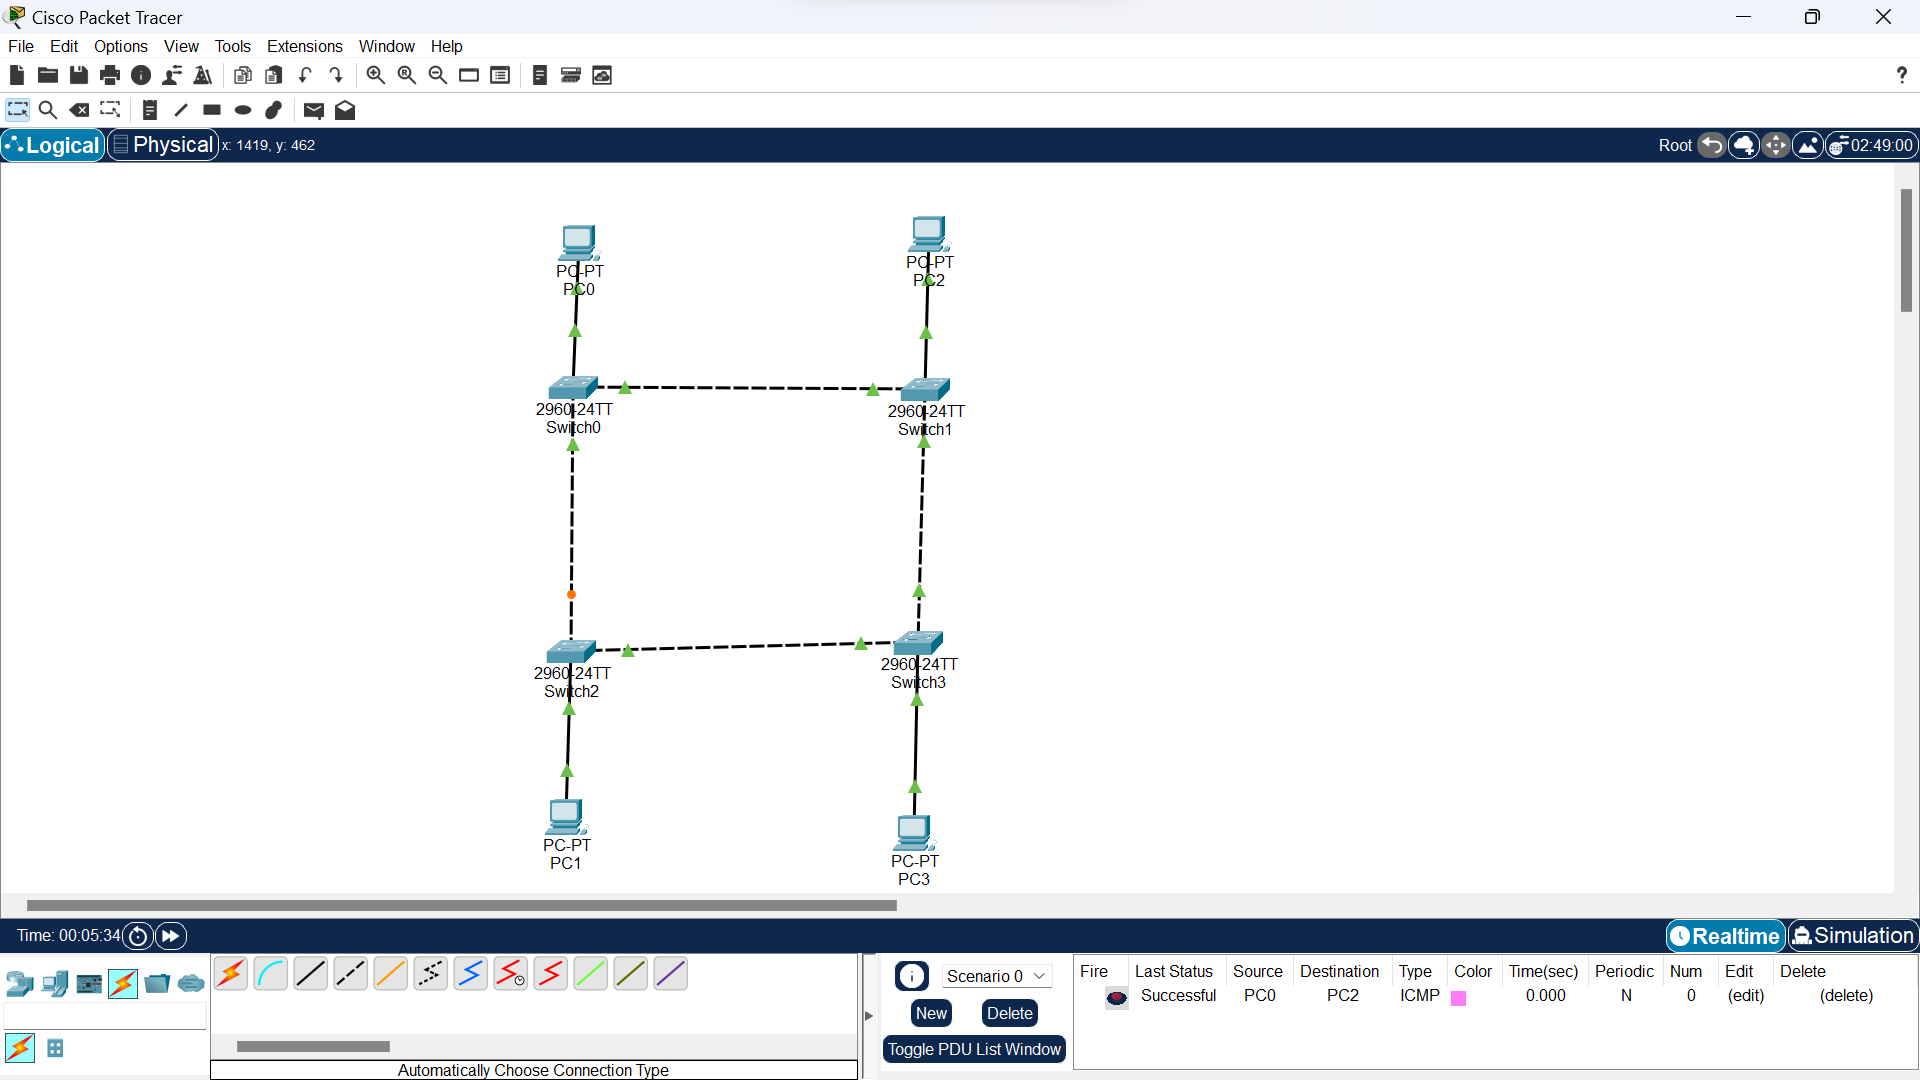 Cisco Packet Tracer
File Edit Options View Tools Extensions Window Help
?
Logical Physical x: 1419, y: 462 Root 02:49:00
PC-PT
PC0
PC-PT
PC2
2960-24TT
Switch0
2960-24TT
Switch1
2960-24TT
Switch2
2960-24TT
Switch3
PC-PT
PC1
PC-PT
PC3
Time: 00:05:34 Realtime Simulation
Scenario 0
New Delete
Toggle PDU List Window
Fire Last Status Source Destination Type Color Time(sec) Periodic Num Edit Delete
Successful PC0 PC2 ICMP 0.000 N 0 (edit) (delete)
Automatically Choose Connection Type